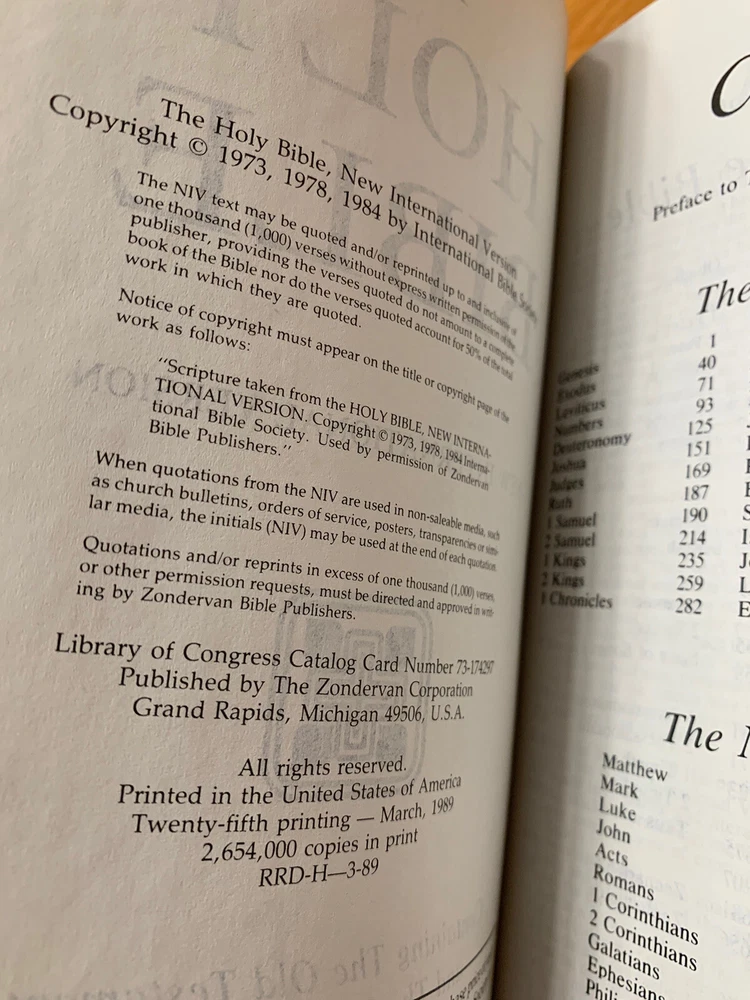 The Holy Bible, New International Version
Copyright © 1973, 1978, 1984 by International Bible Society
The NIV text may be quoted and/or reprinted up to and inclusive of
one thousand (1,000) verses without express written permission of the
publisher, providing the verses quoted do not amount to a complete
book of the Bible nor do the verses quoted account for 50% of the total
work in which they are quoted.
Notice of copyright must appear on the title or copyright page of the
work as follows:
"Scripture taken from the HOLY BIBLE, NEW INTERNA-
TIONAL VERSION. Copyright © 1973, 1978, 1984 Interna-
tional Bible Society. Used by permission of Zondervan
Bible Publishers."
When quotations from the NIV are used in non-saleable media, such
as church bulletins, orders of service, posters, transparencies or simi-
lar media, the initials (NIV) may be used at the end of each quotation.
Quotations and/or reprints in excess of one thousand (1,000) verses,
or other permission requests, must be directed and approved in writ-
ing by Zondervan Bible Publishers.
Library of Congress Catalog Card Number 73-174297
Published by The Zondervan Corporation
Grand Rapids, Michigan 49506, U.S.A.
All rights reserved.
Printed in the United States of America
Twenty-fifth printing — March, 1989
2,654,000 copies in print
RRD-H—3-89
Preface to
The
Genesis 1
Exodus 40
Leviticus 71
Numbers 93
Deuteronomy 125
Joshua 151
Judges 169
Ruth 187
1 Samuel 190
2 Samuel 214
1 Kings 235
2 Kings 259
1 Chronicles 282
The
Matthew
Mark
Luke
John
Acts
Romans
1 Corinthians
2 Corinthians
Galatians
Ephesians